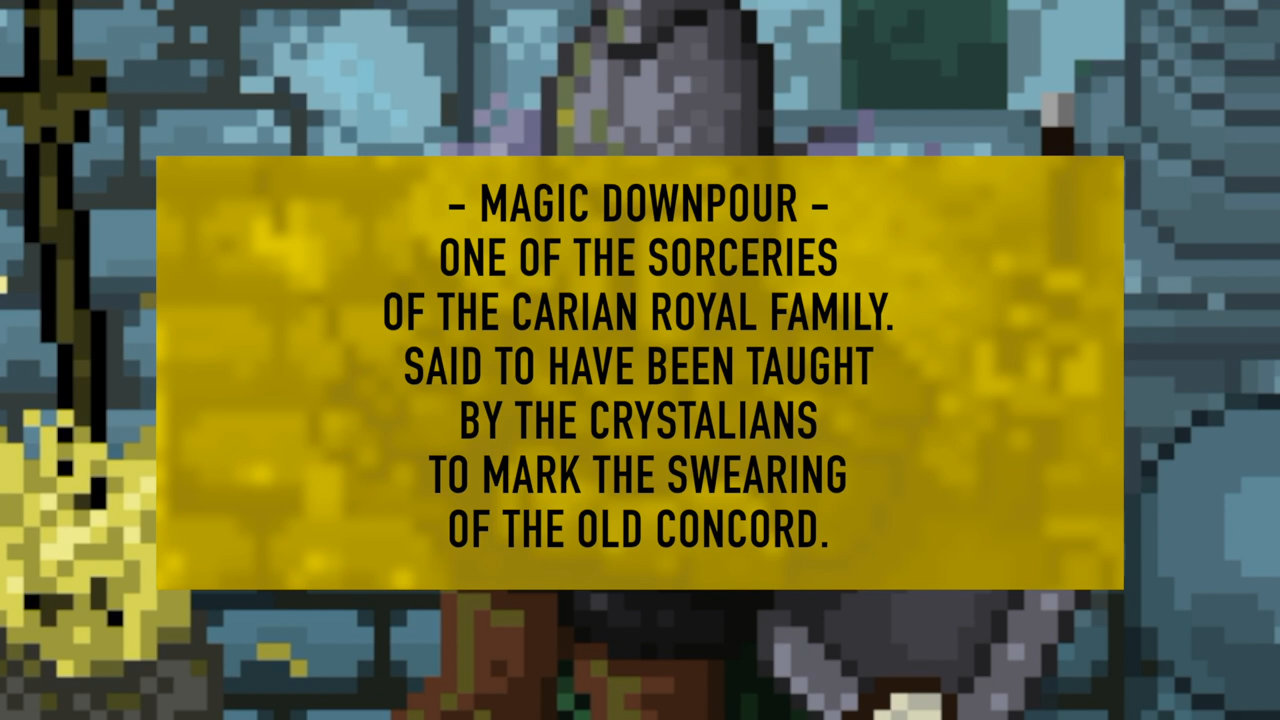 - MAGIC DOWNPOUR -
ONE OF THE SORCERIES
OF THE CARIAN ROYAL FAMILY.
SAID TO HAVE BEEN TAUGHT
BY THE CRYSTALIANS
TO MARK THE SWEARING
OF THE OLD CONCORD.